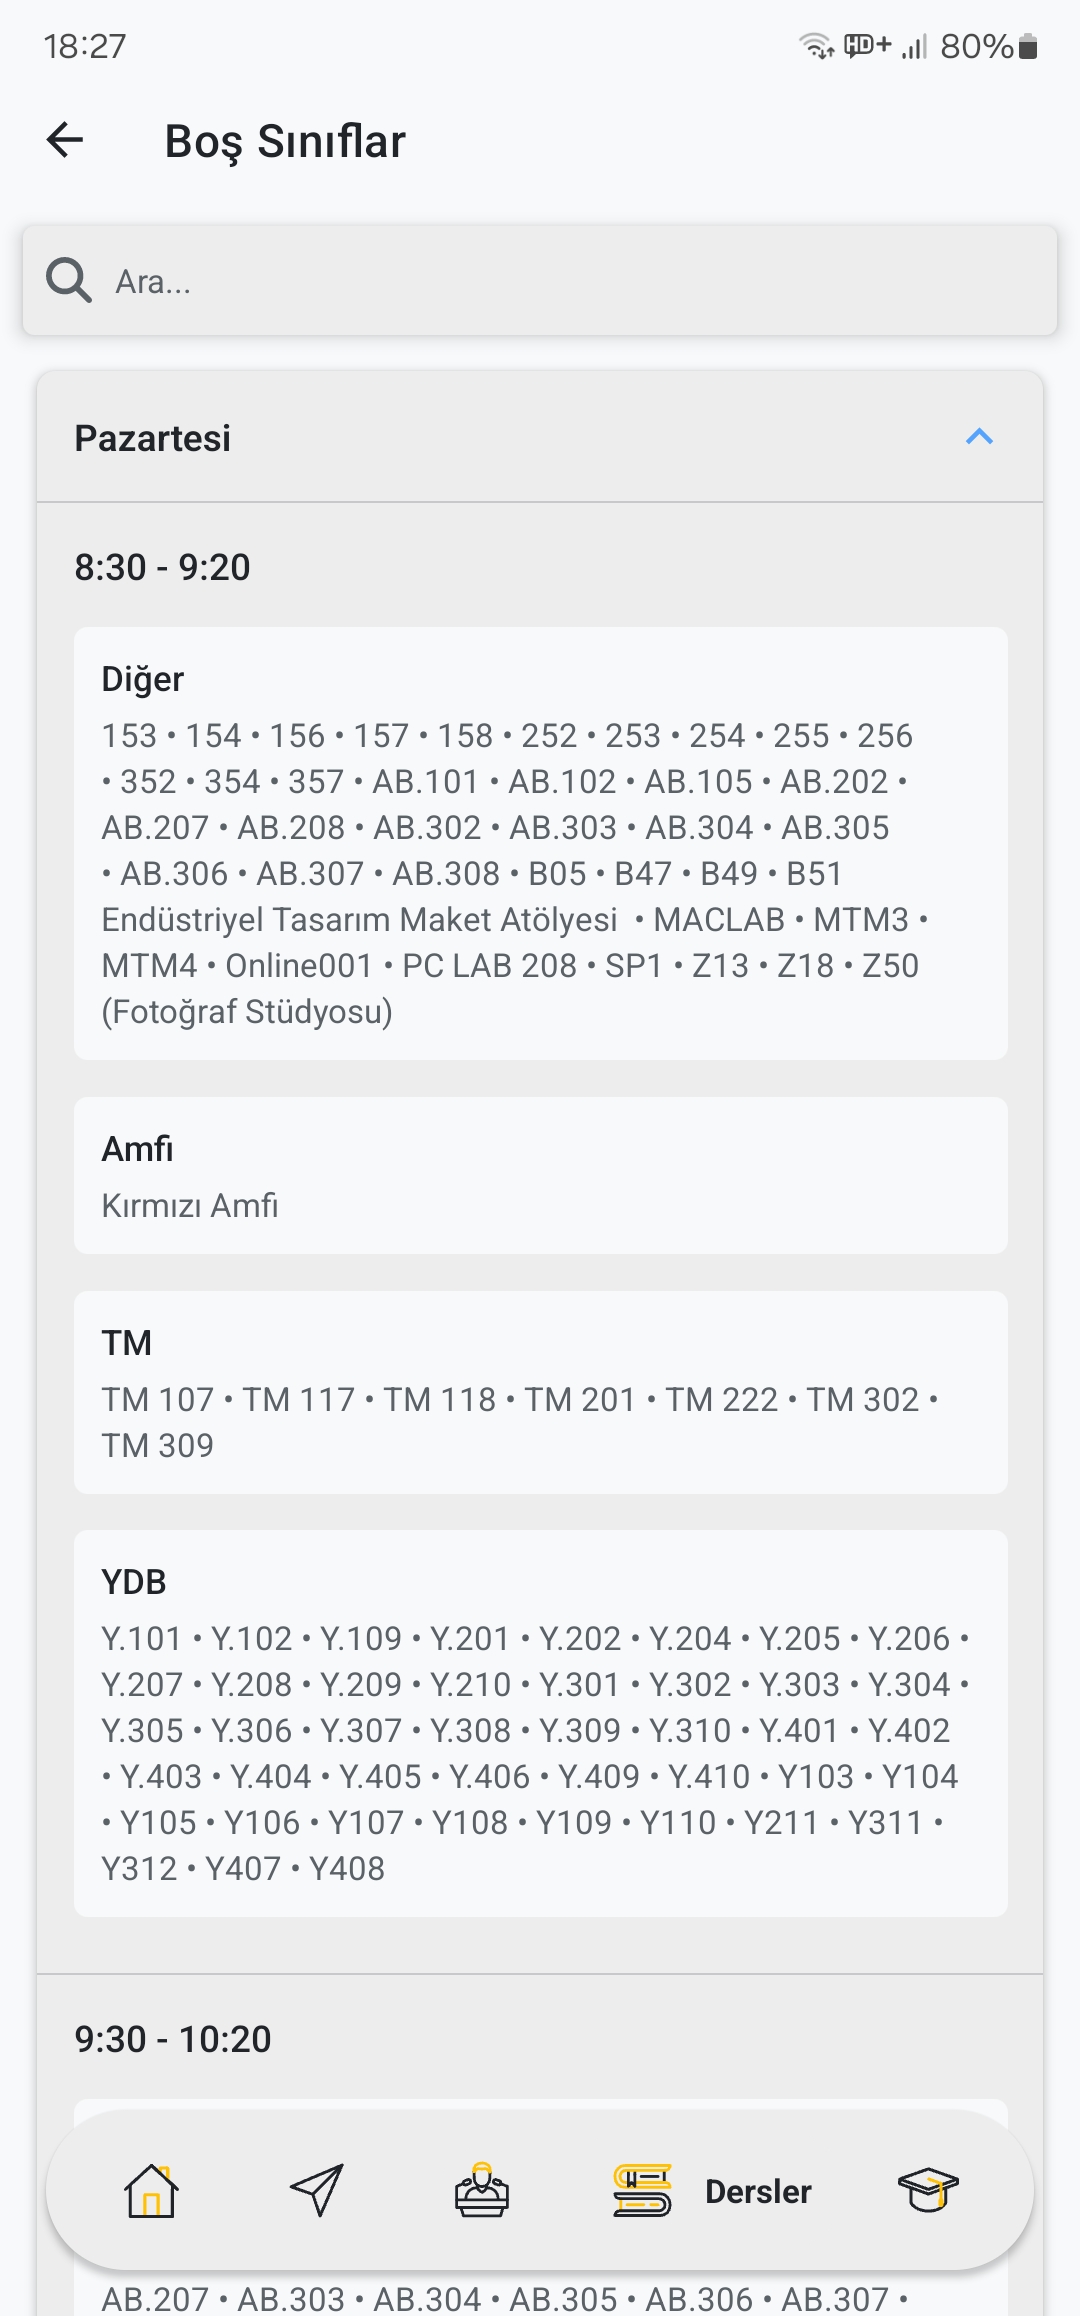 18:27
80%
Boş Sınıflar
Ara...
Pazartesi
8:30 - 9:20
Diğer
153 • 154 • 156 • 157 • 158 • 252 • 253 • 254 • 255 • 256
• 352 • 354 • 357 • AB.101 • AB.102 • AB.105 • AB.202 •
AB.207 • AB.208 • AB.302 • AB.303 • AB.304 • AB.305
• AB.306 • AB.307 • AB.308 • B05 • B47 • B49 • B51
Endüstriyel Tasarım Maket Atölyesi • MACLAB • MTM3 •
MTM4 • Online001 • PC LAB 208 • SP1 • Z13 • Z18 • Z50
(Fotoğraf Stüdyosu)
Amfi
Kırmızı Amfi
TM
TM 107 • TM 117 • TM 118 • TM 201 • TM 222 • TM 302 •
TM 309
YDB
Y.101 • Y.102 • Y.109 • Y.201 • Y.202 • Y.204 • Y.205 • Y.206 •
Y.207 • Y.208 • Y.209 • Y.210 • Y.301 • Y.302 • Y.303 • Y.304 •
Y.305 • Y.306 • Y.307 • Y.308 • Y.309 • Y.310 • Y.401 • Y.402
• Y.403 • Y.404 • Y.405 • Y.406 • Y.409 • Y.410 • Y103 • Y104
• Y105 • Y106 • Y107 • Y108 • Y109 • Y110 • Y211 • Y311 •
Y312 • Y407 • Y408
9:30 - 10:20
Dersler
AB.207 • AB.303 • AB.304 • AB.305 • AB.306 • AB.307 •